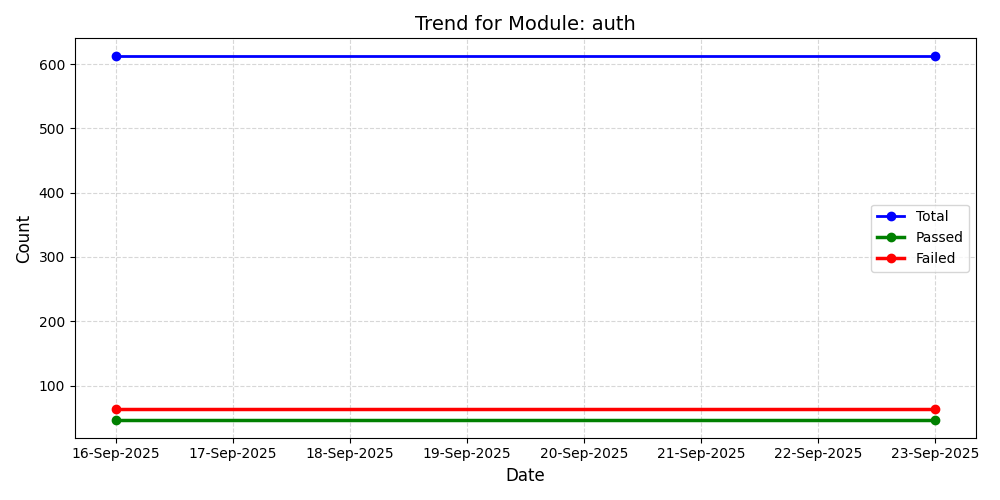 Trend for Module: auth
Count
600
500
400
300
200
100
Total
Passed
Failed
16-Sep-2025 17-Sep-2025 18-Sep-2025 19-Sep-2025 20-Sep-2025 21-Sep-2025 22-Sep-2025 23-Sep-2025
Date